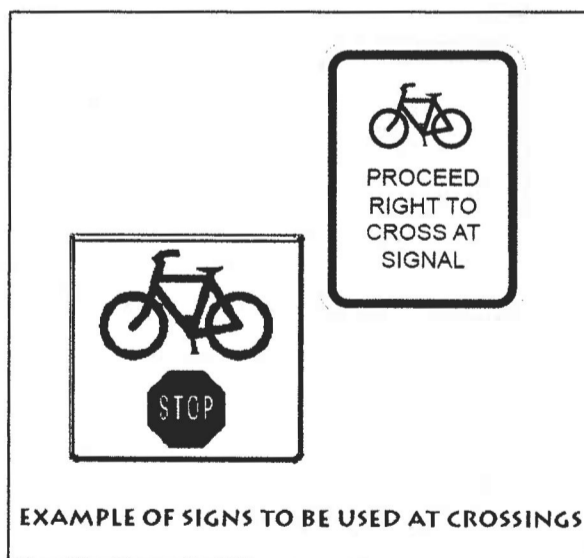 PROCEED
RIGHT TO
CROSS AT
SIGNAL
STOP
EXAMPLE OF SIGNS TO BE USED AT CROSSINGS